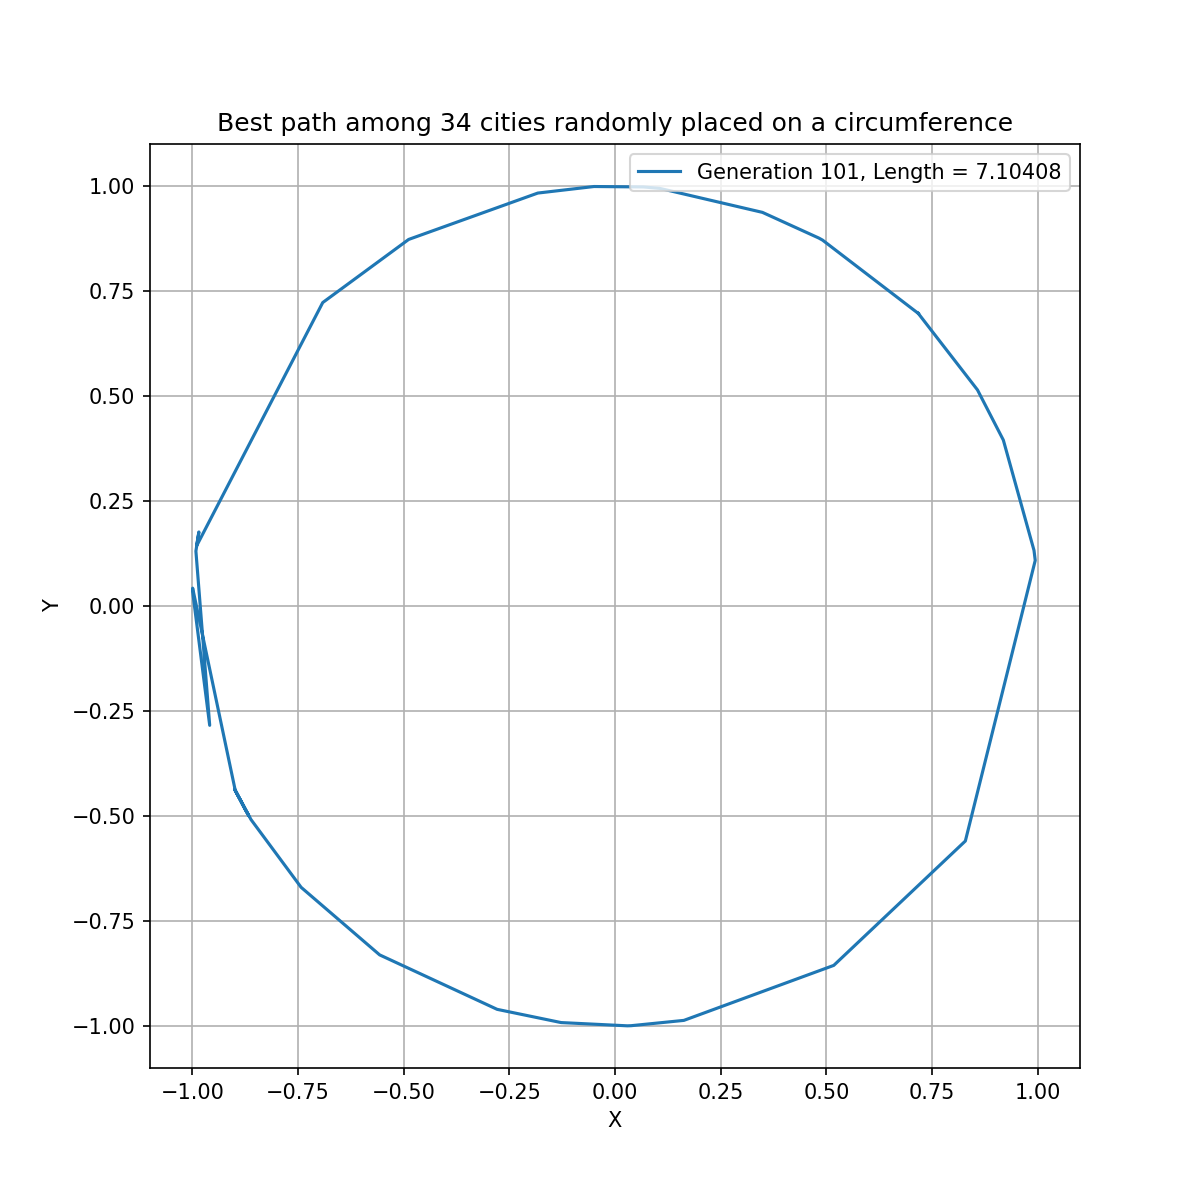 Best path among 34 cities randomly placed on a circumference
Generation 101, Length = 7.10408
1.00
0.75
0.50
0.25
0.00
−0.25
−0.50
−0.75
−1.00
Y
−1.00 −0.75 −0.50 −0.25 0.00 0.25 0.50 0.75 1.00
X